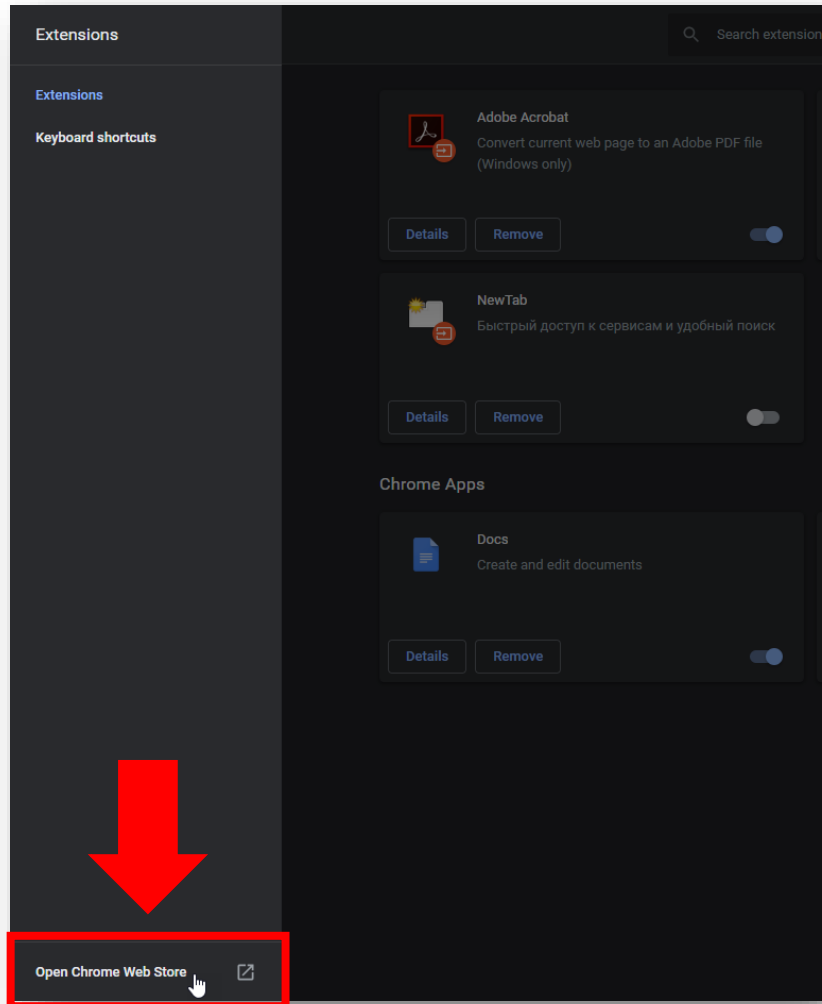 Extensions
Search extension
Extensions
Keyboard shortcuts
Adobe Acrobat
Convert current web page to an Adobe PDF file
(Windows only)
Details
Remove
NewTab
Быстрый доступ к сервисам и удобный поиск
Details
Remove
Chrome Apps
Docs
Create and edit documents
Details
Remove
Open Chrome Web Store